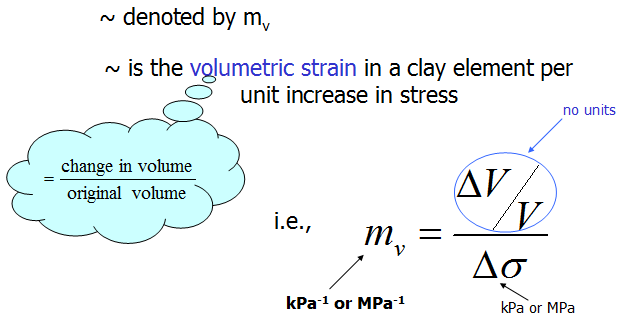 ~ denoted by mv
~ is the volumetric strain in a clay element per
unit increase in stress
no units
= change in volume / original volume
i.e.,
mv = (ΔV/V) / Δσ
kPa-1 or MPa-1
kPa or MPa